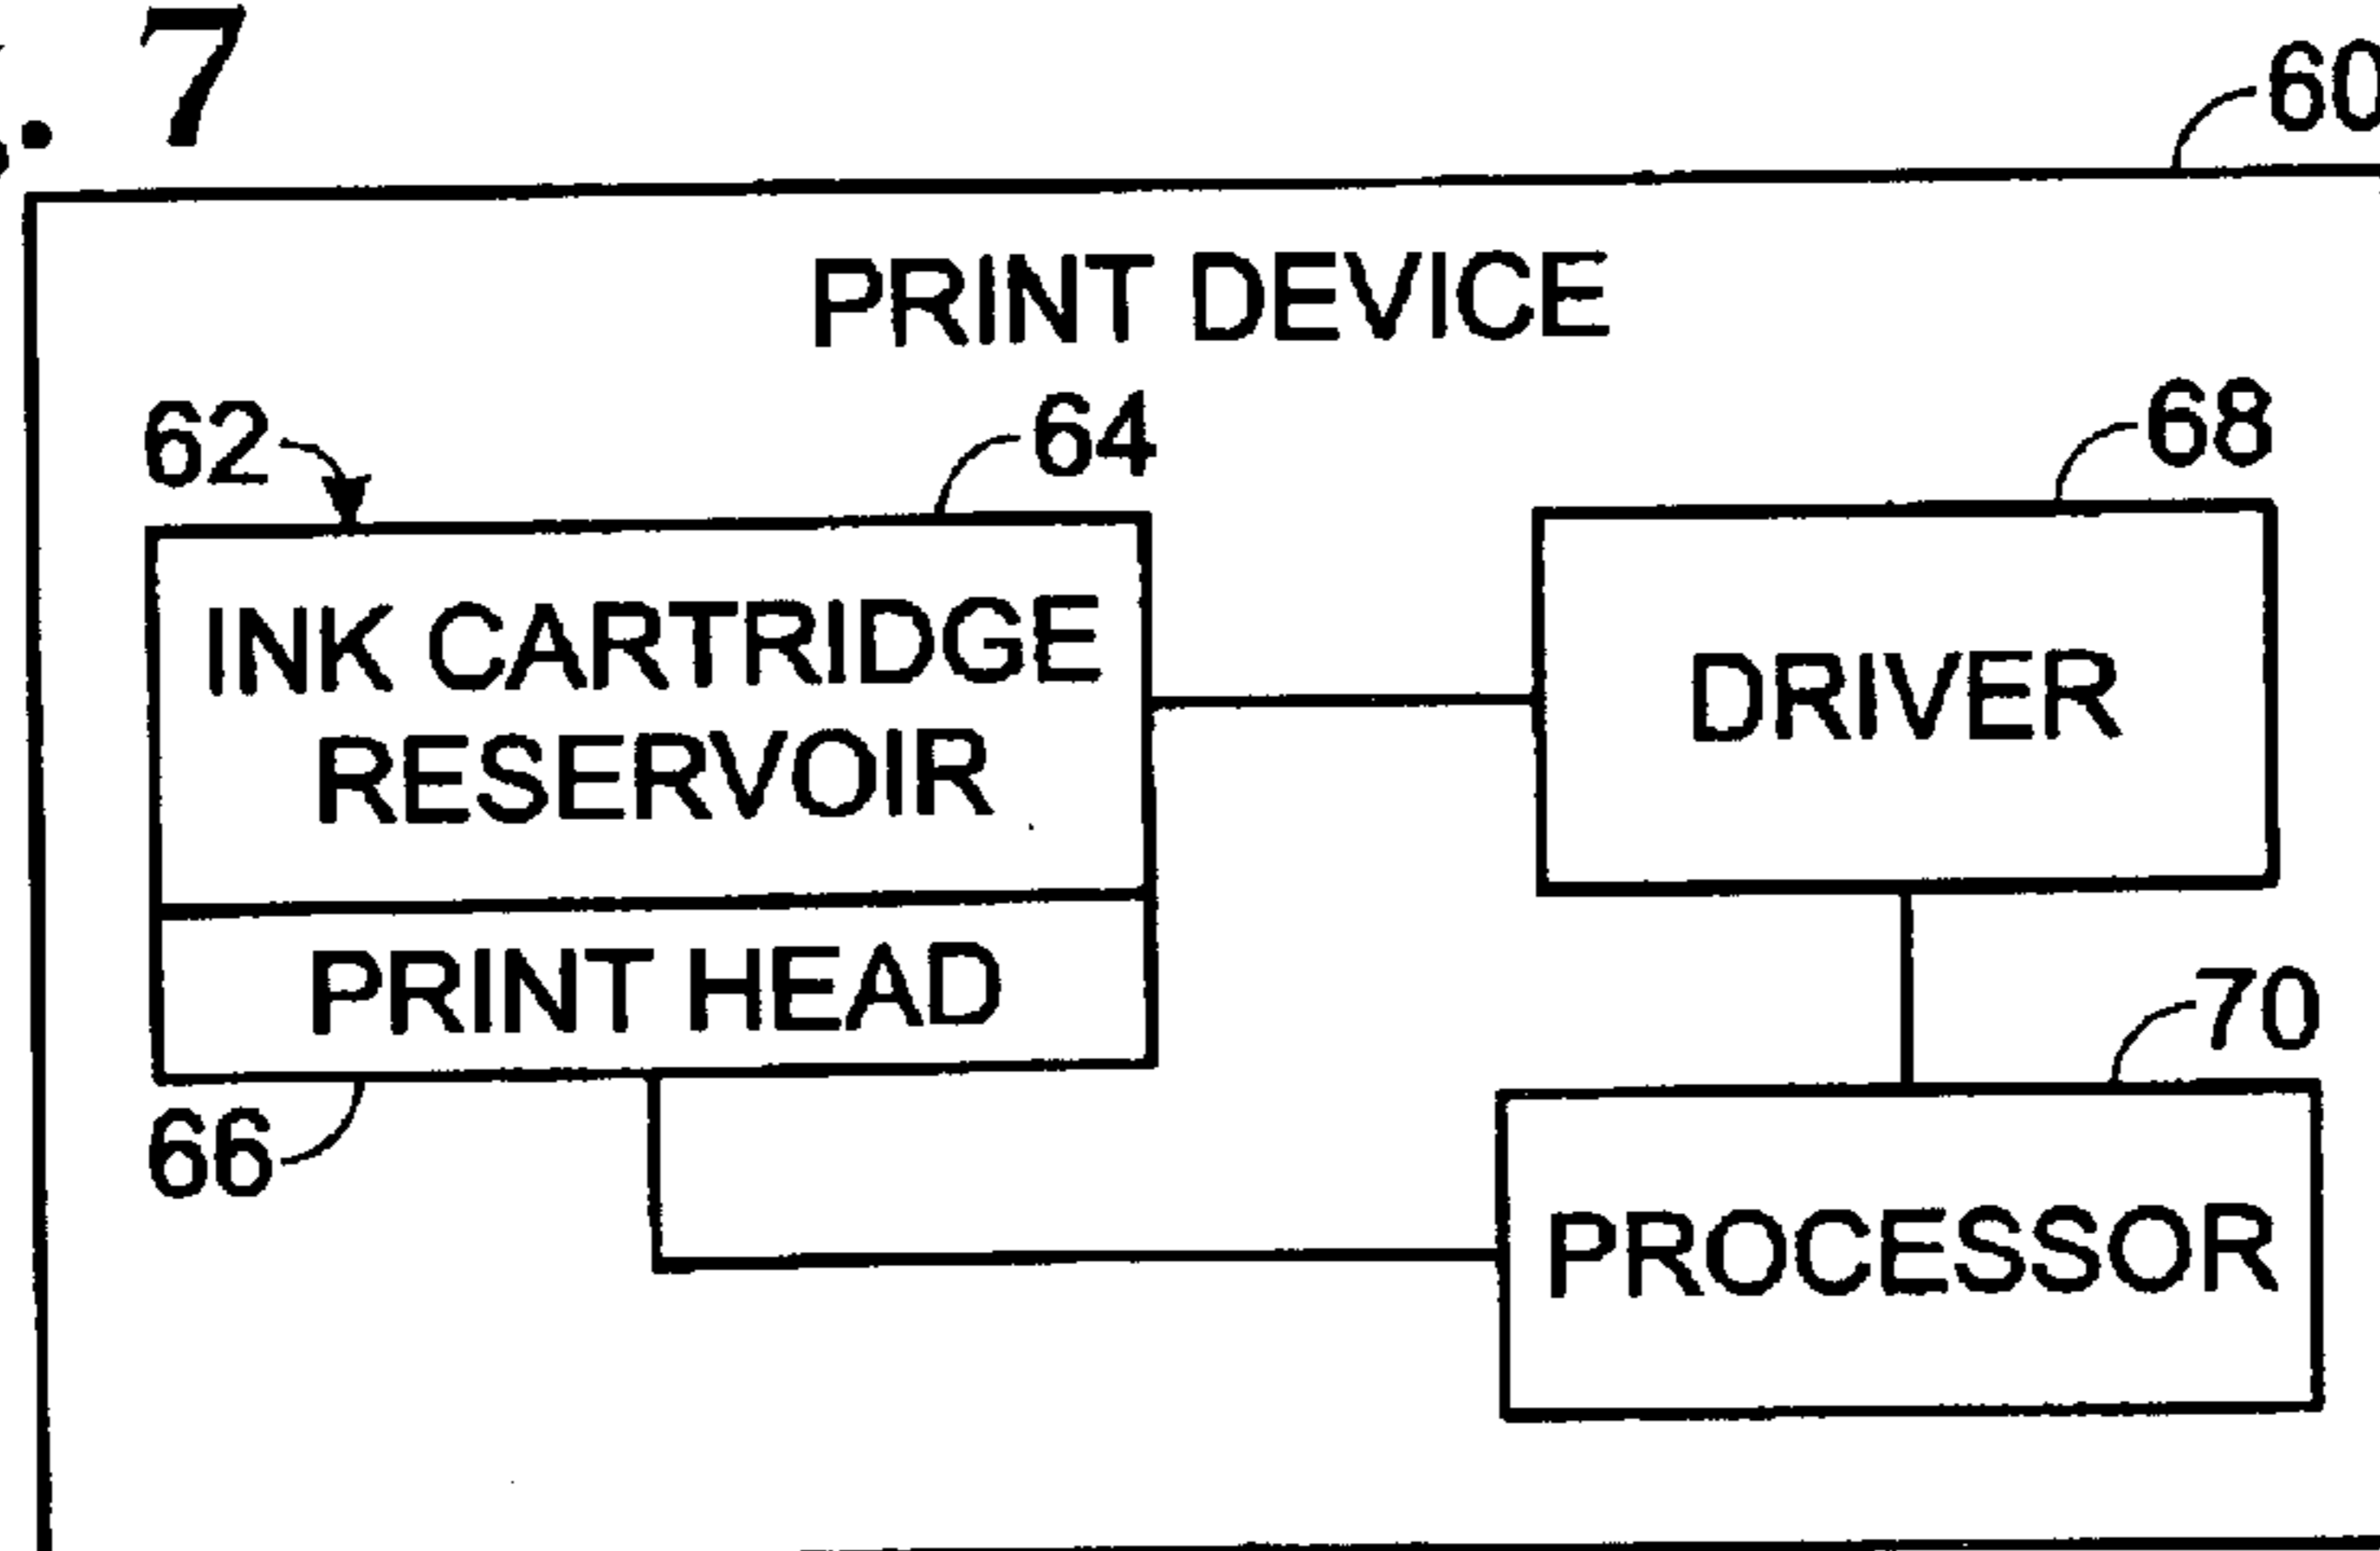 . 7
60
PRINT DEVICE
62
64
68
INK CARTRIDGE
RESERVOIR
DRIVER
PRINT HEAD
70
66
PROCESSOR